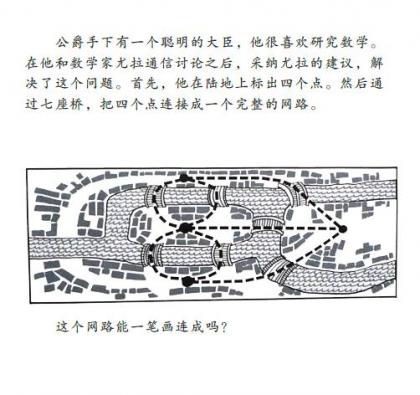 公爵手下有一个聪明的大臣，他很喜欢研究数学。
在他和数学家尤拉通信讨论之后，采纳尤拉的建议，解
决了这个问题。首先，他在陆地上标出四个点。然后通
过七座桥，把四个点连接成一个完整的网路。
这个网路能一笔画连成吗？